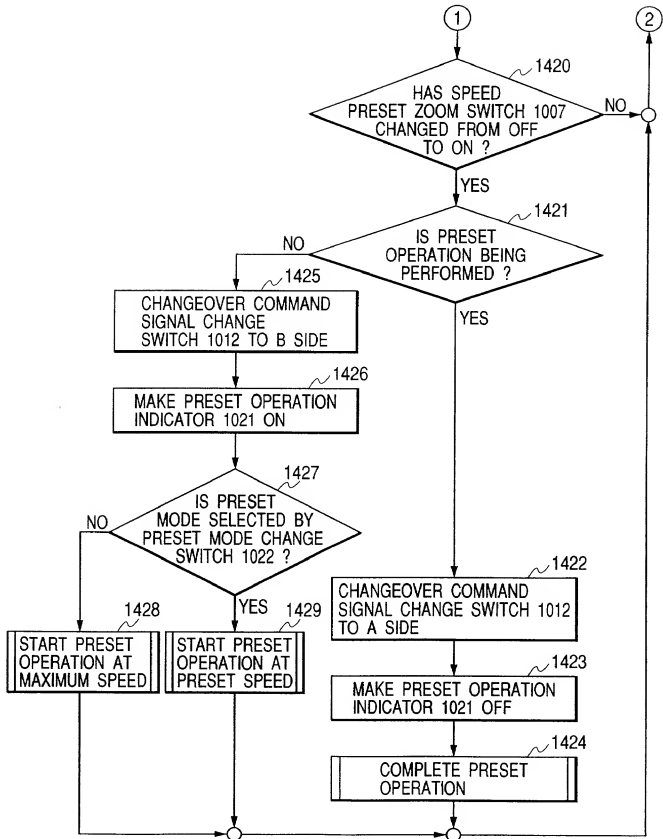 1
2
1420
HAS SPEED
PRESET ZOOM SWITCH 1007
CHANGED FROM OFF
TO ON ?
NO
YES
1421
IS PRESET
OPERATION BEING
PERFORMED ?
NO
YES
1425
CHANGEOVER COMMAND
SIGNAL CHANGE
SWITCH 1012 TO B SIDE
1426
MAKE PRESET OPERATION
INDICATOR 1021 ON
1427
IS PRESET
MODE SELECTED BY
PRESET MODE CHANGE
SWITCH 1022 ?
NO
YES
1428
START PRESET
OPERATION AT
MAXIMUM SPEED
1429
START PRESET
OPERATION AT
PRESET SPEED
1422
CHANGEOVER COMMAND
SIGNAL CHANGE SWITCH 1012
TO A SIDE
1423
MAKE PRESET OPERATION
INDICATOR 1021 OFF
1424
COMPLETE PRESET
OPERATION